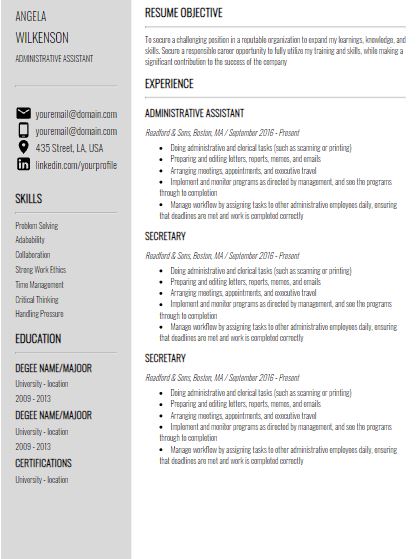 ANGELA
WILKENSON
ADMINISTRATIVE ASSISTANT
youremail@domain.com
youremail@domain.com
435 Street, LA, USA
linkedin.com/yourprofile
SKILLS
Problem Solving
Adabability
Collaboration
Strong Work Ethics
Time Management
Critical Thinking
Handling Pressure
EDUCATION
DEGEE NAME/MAJOOR
University - location
2009 - 2013
DEGEE NAME/MAJOOR
University - location
2009 - 2013
CERTIFICATIONS
University - location
RESUME OBJECTIVE
To secure a challenging position in a reputable organization to expand my learnings, knowledge, and
skills. Secure a responsible career opportunity to fully utilize my training and skills, while making a
significant contribution to the success of the company
EXPERIENCE
ADMINISTRATIVE ASSISTANT
Readford & Sons, Boston, MA / September 2016 - Present
• Doing administrative and clerical tasks (such as scanning or printing)
• Preparing and editing letters, reports, memos, and emails
• Arranging meetings, appointments, and executive travel
• Implement and monitor programs as directed by management, and see the programs
through to completion
• Manage workflow by assigning tasks to other administrative employees daily, ensuring
that deadlines are met and work is completed correctly
SECRETARY
Readford & Sons, Boston, MA / September 2016 - Present
• Doing administrative and clerical tasks (such as scanning or printing)
• Preparing and editing letters, reports, memos, and emails
• Arranging meetings, appointments, and executive travel
• Implement and monitor programs as directed by management, and see the programs
through to completion
• Manage workflow by assigning tasks to other administrative employees daily, ensuring
that deadlines are met and work is completed correctly
SECRETARY
Readford & Sons, Boston, MA / September 2016 - Present
• Doing administrative and clerical tasks (such as scanning or printing)
• Preparing and editing letters, reports, memos, and emails
• Arranging meetings, appointments, and executive travel
• Implement and monitor programs as directed by management, and see the programs
through to completion
• Manage workflow by assigning tasks to other administrative employees daily, ensuring
that deadlines are met and work is completed correctly